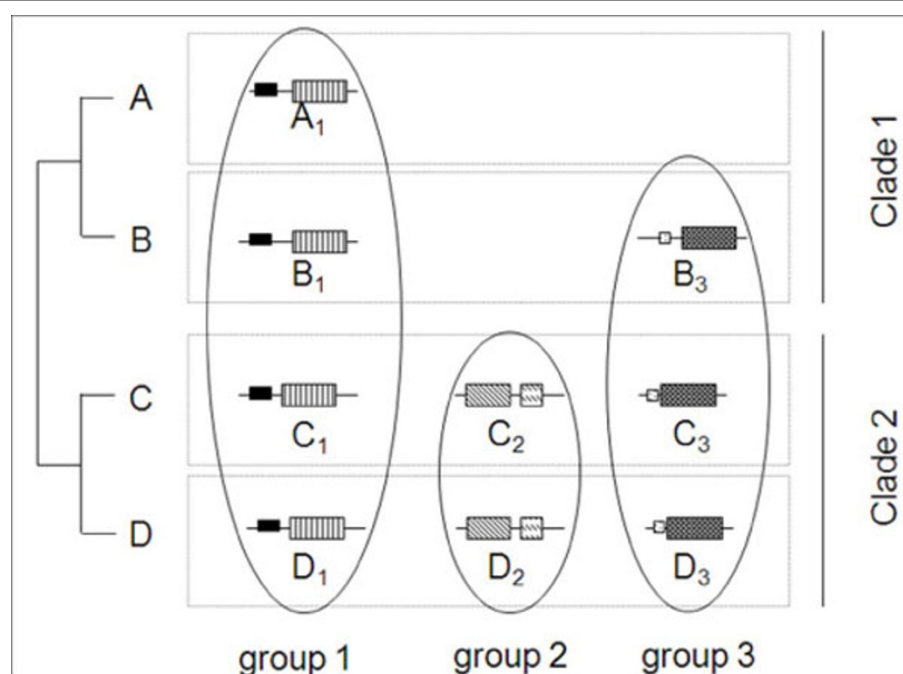 A
A₁
Clade 1
B
B₁
B₃
C
C₁
C₂
C₃
Clade 2
D
D₁
D₂
D₃
group 1
group 2
group 3